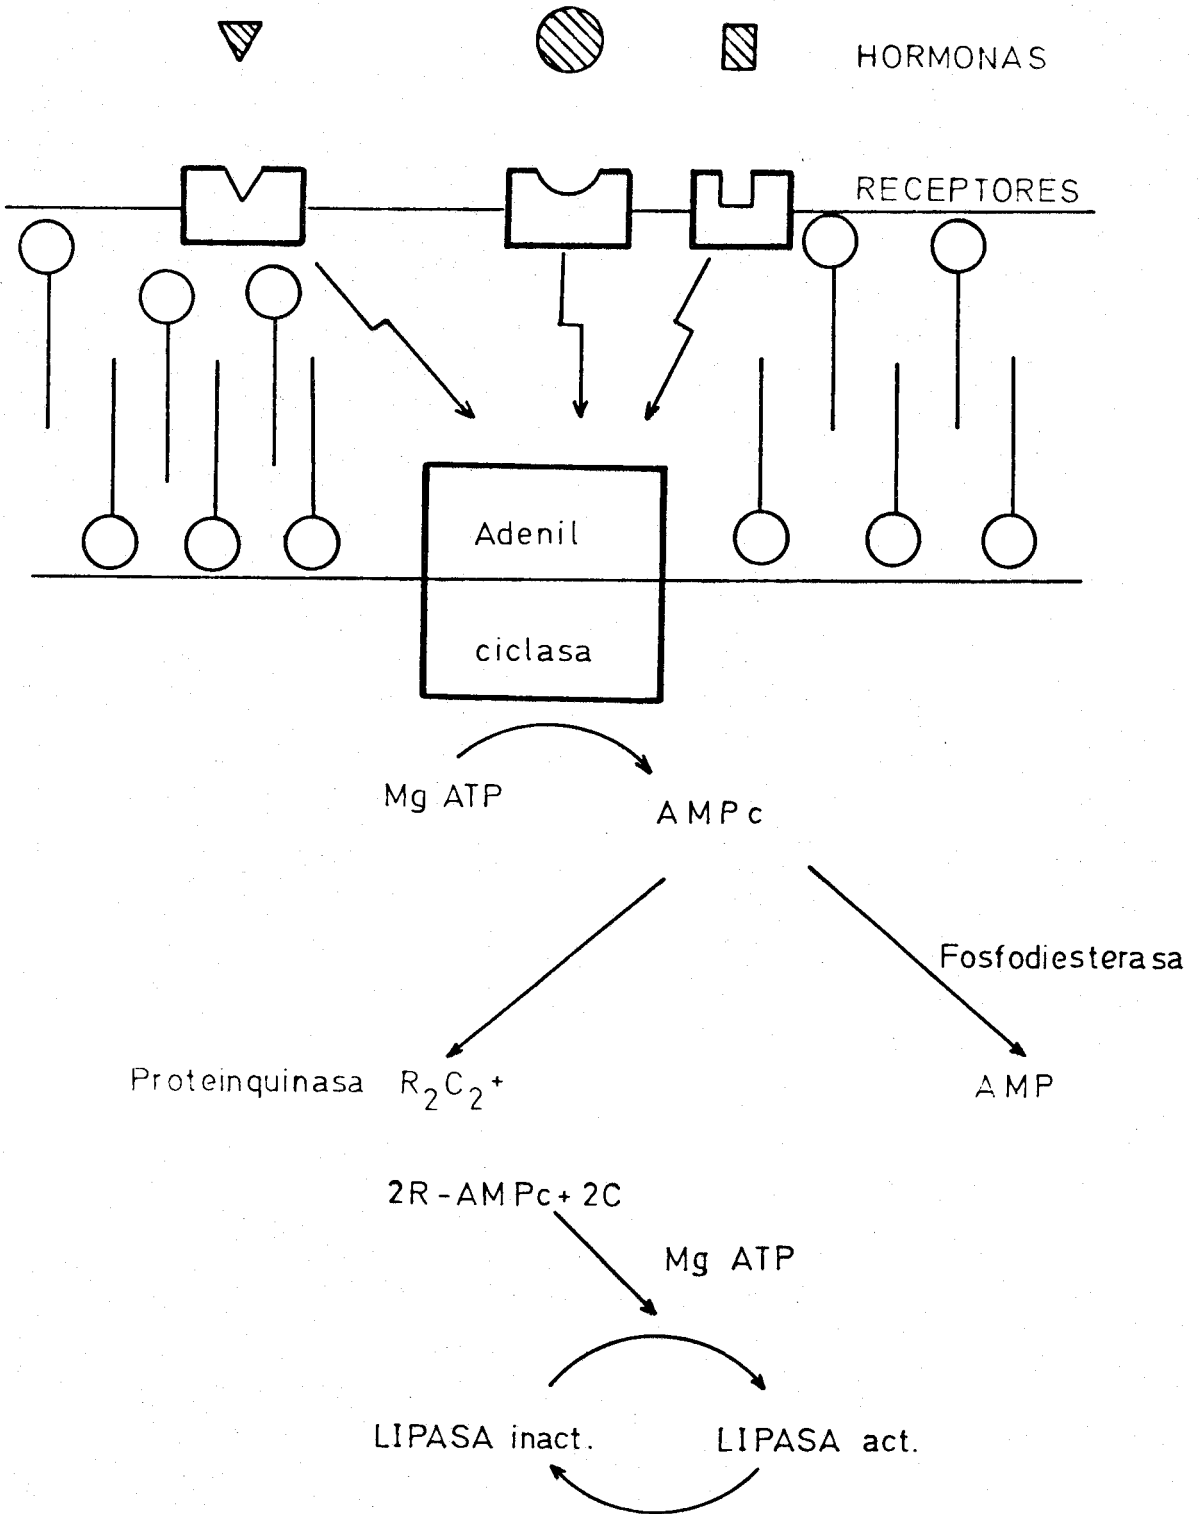 HORMONAS
RECEPTORES
Adenil
ciclasa
Mg ATP
AMPc
Fosfodiesterasa
Proteinquinasa R₂C₂⁺
AMP
2R-AMPc+ 2C
Mg ATP
LIPASA inact.
LIPASA act.